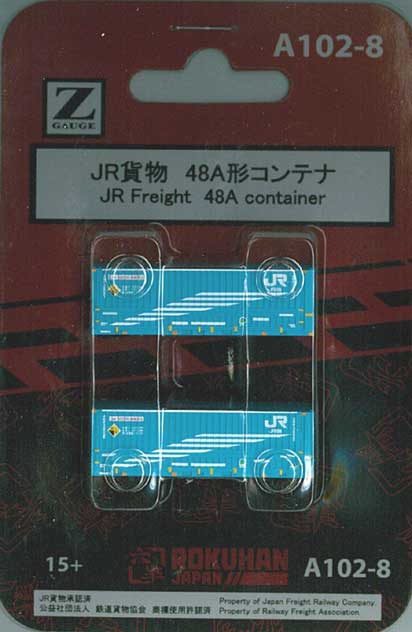 A102-8
Z
GAUGE
JR貨物 48A形コンテナ
JR Freight 48A container
JR
JR
15+
ROKUHAN
JAPAN
A102-8
JR貨物承認済
公益社団法人 鉄道貨物協会 商標使用許諾済
Property of Japan Freight Railway Company.
Property of Railway Freight Association.